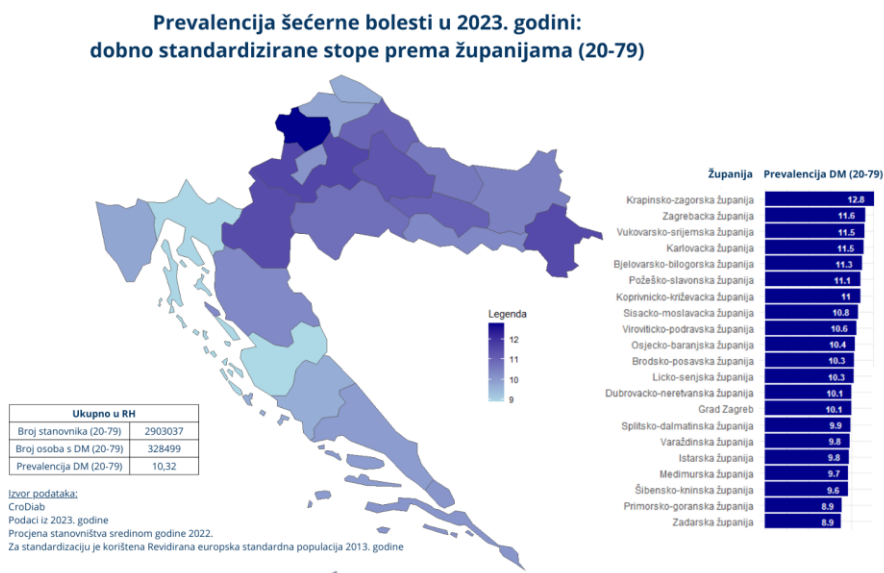 Prevalencija šećerne bolesti u 2023. godini:
dobno standardizirane stope prema županijama (20-79)
Županija Prevalencija DM (20-79)
Krapinsko-zagorska županija 12.8
Zagrebacka županija 11.6
Vukovarsko-srijemska županija 11.5
Karlovacka županija 11.5
Bjelovarsko-bilogorska županija 11.3
Požeško-slavonska županija 11.1
Koprivnicko-križevacka županija 11
Sisacko-moslavacka županija 10.8
Viroviticko-podravska županija 10.6
Osjecko-baranjska županija 10.4
Brodsko-posavska županija 10.3
Licko-senjska županija 10.3
Dubrovacko-neretvanska županija 10.1
Grad Zagreb 10.1
Splitsko-dalmatinska županija 9.9
Varaždinska županija 9.8
Istarska županija 9.8
Medimurska županija 9.7
Šibensko-kninska županija 9.6
Primorsko-goranska županija 8.9
Zadarska županija 8.9
Legenda
12
11
10
9
Ukupno u RH
Broj stanovnika (20-79) 2903037
Broj osoba s DM (20-79) 328499
Prevalencija DM (20-79) 10,32
Izvor podataka:
CroDiab
Podaci iz 2023. godine
Procjena stanovništva sredinom godine 2022.
Za standardizaciju je korištena Revidirana europska standardna populacija 2013. godine